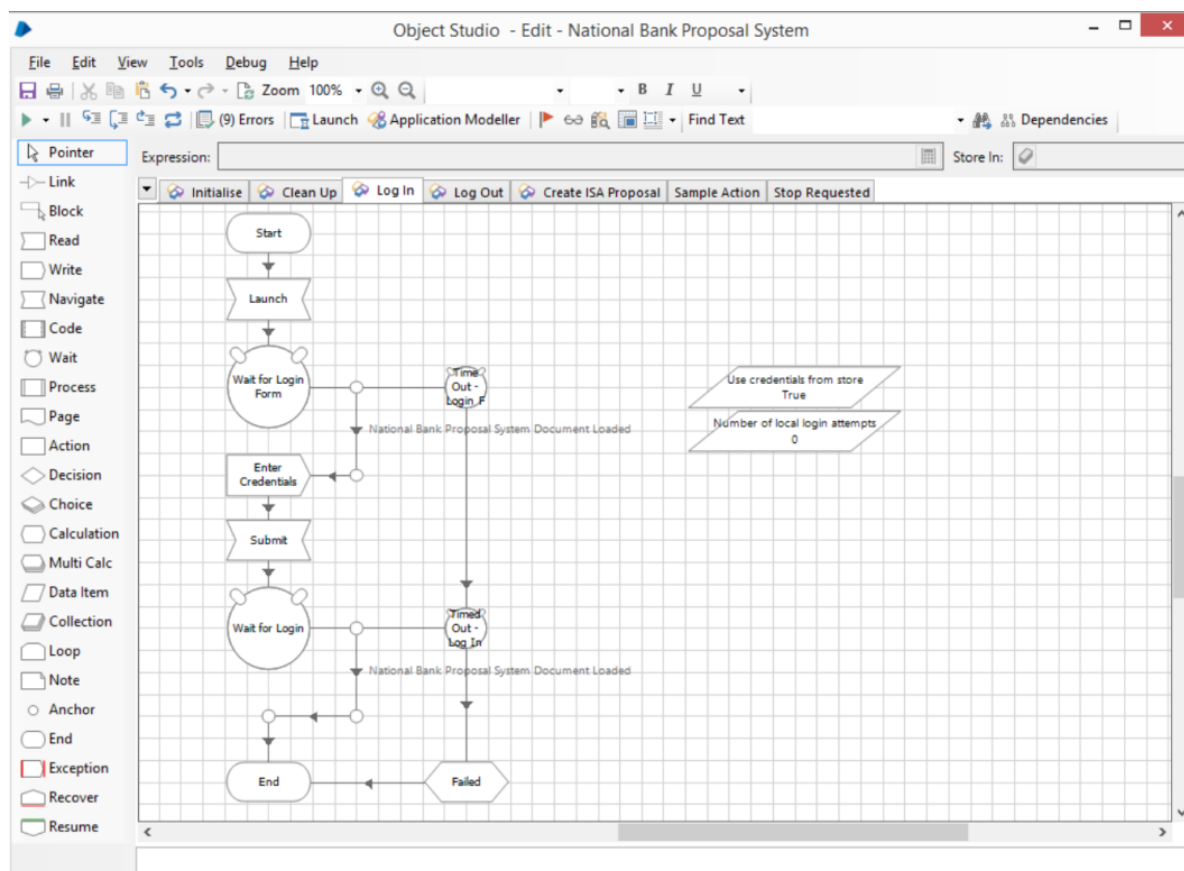 Object Studio - Edit - National Bank Proposal System
File Edit View Tools Debug Help
Zoom 100% B I U
(9) Errors Launch Application Modeller Find Text Dependencies
Pointer
Expression: Store In:
Link
Initialise Clean Up Log In Log Out Create ISA Proposal Sample Action Stop Requested
Block
Read
Write
Navigate
Code
Wait
Process
Page
Action
Decision
Choice
Calculation
Multi Calc
Data Item
Collection
Loop
Note
Anchor
End
Exception
Recover
Resume
Start
Launch
Wait for Login
Form
Time
Out -
Login_F
National Bank Proposal System Document Loaded
Enter
Credentials
Submit
Wait for Login
Timed
Out -
Log In
National Bank Proposal System Document Loaded
End
Failed
Use credentials from store
True
Number of local login attempts
0